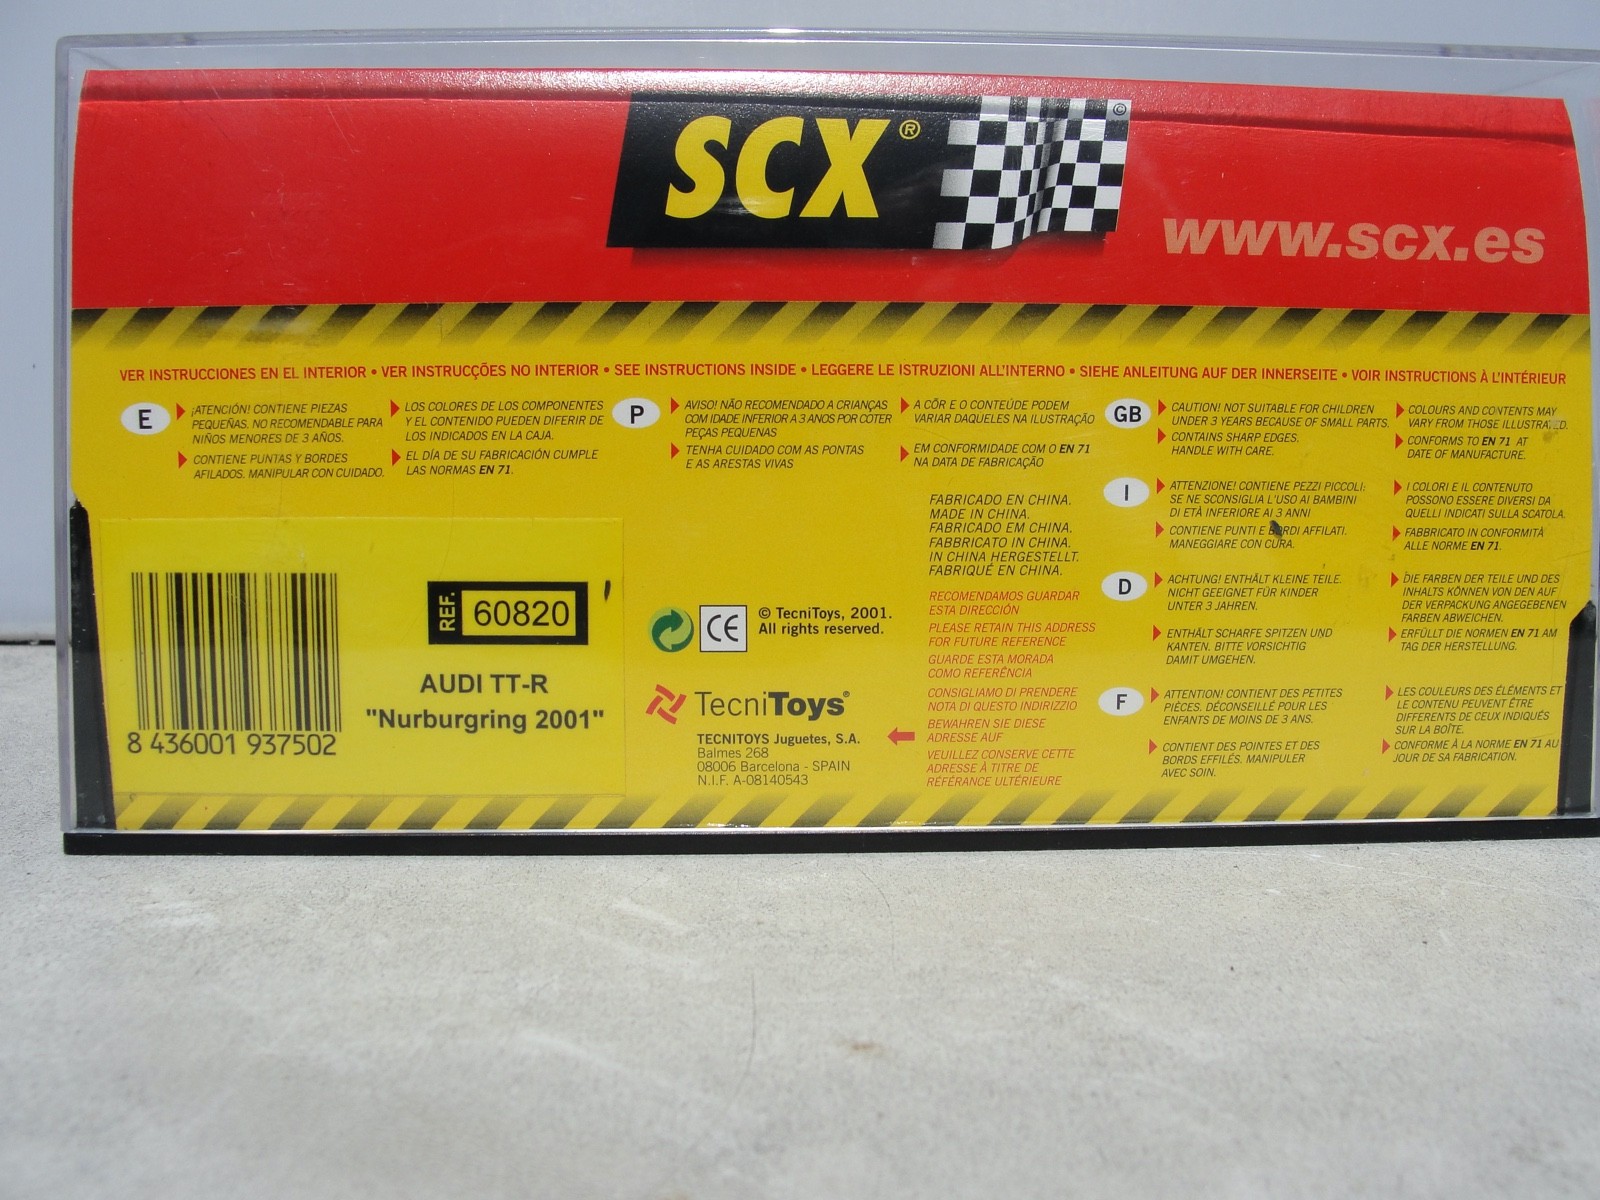 SCX®
©
www.scx.es
VER INSTRUCCIONES EN EL INTERIOR • VER INSTRUCÇÕES NO INTERIOR • SEE INSTRUCTIONS INSIDE • LEGGERE LE ISTRUZIONI ALL'INTERNO • SIEHE ANLEITUNG AUF DER INNERSEITE • VOIR INSTRUCTIONS À L'INTÉRIEUR
E
¡ATENCIÓN! CONTIENE PIEZAS
PEQUEÑAS. NO RECOMENDABLE PARA
NIÑOS MENORES DE 3 AÑOS.
CONTIENE PUNTAS Y BORDES
AFILADOS. MANIPULAR CON CUIDADO.
LOS COLORES DE LOS COMPONENTES
Y EL CONTENIDO PUEDEN DIFERIR DE
LOS INDICADOS EN LA CAJA.
EL DÍA DE SU FABRICACIÓN CUMPLE
LAS NORMAS EN 71.
P
AVISO! NÃO RECOMENDADO A CRIANÇAS
COM IDADE INFERIOR A 3 ANOS POR CÓTER
PEÇAS PEQUENAS
TENHA CUIDADO COM AS PONTAS
E AS ARESTAS VIVAS
A CÔR E O CONTEÚDE PODEM
VARIAR DAQUELES NA ILUSTRAÇÃO
EM CONFORMIDADE COM O EN 71
NA DATA DE FABRICAÇÃO
GB
CAUTION! NOT SUITABLE FOR CHILDREN
UNDER 3 YEARS BECAUSE OF SMALL PARTS.
CONTAINS SHARP EDGES.
HANDLE WITH CARE.
COLOURS AND CONTENTS MAY
VARY FROM THOSE ILLUSTRATED.
CONFORMS TO EN 71 AT
DATE OF MANUFACTURE.
I
ATTENZIONE! CONTIENE PEZZI PICCOLI:
SE NE SCONSIGLIA L'USO AI BAMBINI
DI ETÀ INFERIORE AI 3 ANNI
CONTIENE PUNTI E BORDI AFFILATI.
MANEGGIARE CON CURA.
I COLORI E IL CONTENUTO
POSSONO ESSERE DIVERSI DA
QUELLI INDICATI SULLA SCATOLA.
FABBRICATO IN CONFORMITÀ
ALLE NORME EN 71.
D
ACHTUNG! ENTHÄLT KLEINE TEILE.
NICHT GEEIGNET FÜR KINDER
UNTER 3 JAHREN.
ENTHÄLT SCHARFE SPITZEN UND
KANTEN. BITTE VORSICHTIG
DAMIT UMGEHEN.
DIE FARBEN DER TEILE UND DES
INHALTS KÖNNEN VON DEN AUF
DER VERPACKUNG ANGEGEBENEN
FARBEN ABWEICHEN.
ERFÜLLT DIE NORMEN EN 71 AM
TAG DER HERSTELLUNG.
F
ATTENTION! CONTIENT DES PETITES
PIÈCES. DÉCONSEILLÉ POUR LES
ENFANTS DE MOINS DE 3 ANS.
CONTIENT DES POINTES ET DES
BORDS EFFILÉS. MANIPULER
AVEC SOIN.
LES COULEURS DES ÉLÉMENTS ET
LE CONTENU PEUVENT ÊTRE
DIFFERENTS DE CEUX INDIQUÉS
SUR LA BOÎTE.
CONFORME À LA NORME EN 71 AU
JOUR DE SA FABRICATION.
FABRICADO EN CHINA.
MADE IN CHINA.
FABRICADO EM CHINA.
FABBRICATO IN CHINA.
IN CHINA HERGESTELLT.
FABRIQUÉ EN CHINA.
RECOMENDAMOS GUARDAR
ESTA DIRECCIÓN
PLEASE RETAIN THIS ADDRESS
FOR FUTURE REFERENCE
GUARDE ESTA MORADA
COMO REFERÊNCIA
CONSIGLIAMO DI PRENDERE
NOTA DI QUESTO INDIRIZZIO
BEWAHREN SIE DIESE
ADRESSE AUF
VEUILLEZ CONSERVE CETTE
ADRESSE À TITRE DE
RÉFÉRANCE ULTÉRIEURE
8 436001 937502
REF. 60820
AUDI TT-R
"Nurburgring 2001"
CE
© TecniToys, 2001.
All rights reserved.
TecniToys®
TECNITOYS Juguetes, S.A.
Balmes 268
08006 Barcelona - SPAIN
N.I.F. A-08140543